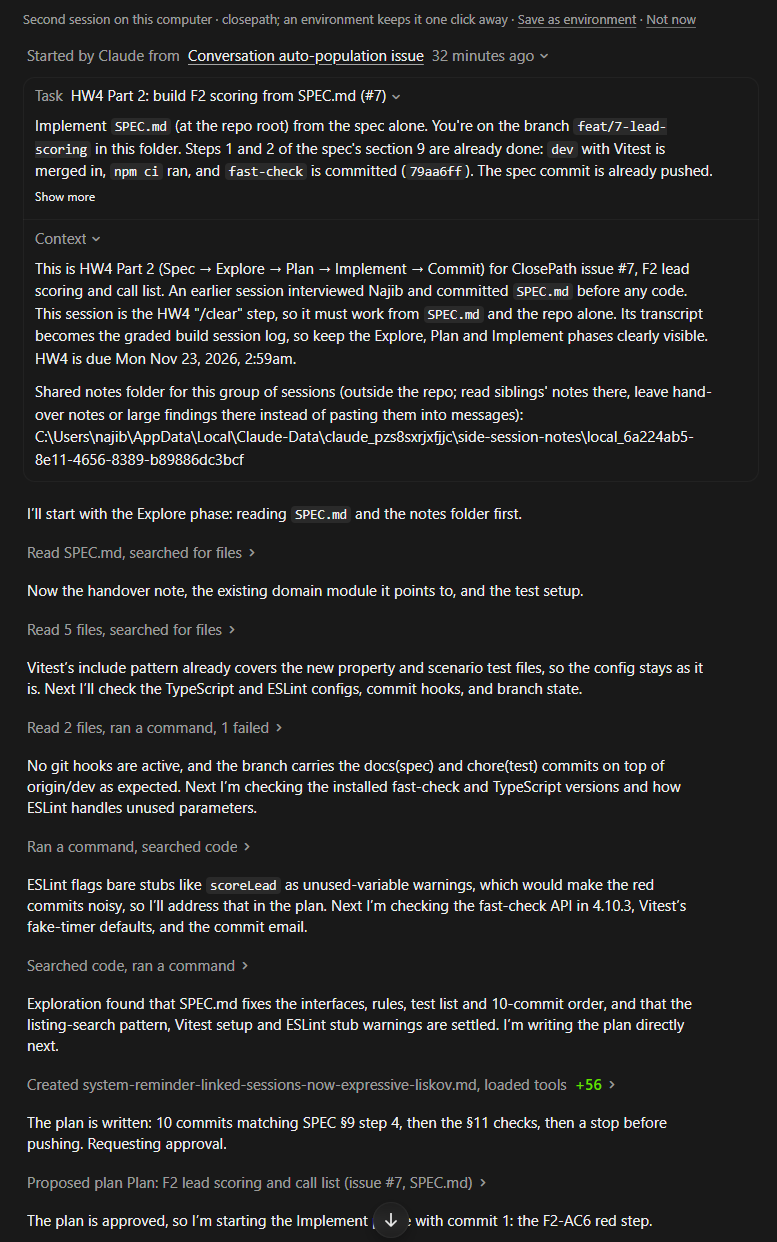 Second session on this computer · closepath; an environment keeps it one click away · Save as environment · Not now
Started by Claude from Conversation auto-population issue 32 minutes ago
Task HW4 Part 2: build F2 scoring from SPEC.md (#7)
Implement SPEC.md (at the repo root) from the spec alone. You're on the branch feat/7-lead-
scoring in this folder. Steps 1 and 2 of the spec's section 9 are already done: dev with Vitest is
merged in, npm ci ran, and fast-check is committed (79aa6ff). The spec commit is already pushed.
Show more
Context
This is HW4 Part 2 (Spec → Explore → Plan → Implement → Commit) for ClosePath issue #7, F2 lead
scoring and call list. An earlier session interviewed Najib and committed SPEC.md before any code.
This session is the HW4 "/clear" step, so it must work from SPEC.md and the repo alone. Its transcript
becomes the graded build session log, so keep the Explore, Plan and Implement phases clearly visible.
HW4 is due Mon Nov 23, 2026, 2:59am.
Shared notes folder for this group of sessions (outside the repo; read siblings' notes there, leave hand-
over notes or large findings there instead of pasting them into messages):
C:\Users\najib\AppData\Local\Claude-Data\claude_pzs8sxrjxfjjc\side-session-notes\local_6a224ab5-
8e11-4656-8389-b89886dc3bcf
I'll start with the Explore phase: reading SPEC.md and the notes folder first.
Read SPEC.md, searched for files
Now the handover note, the existing domain module it points to, and the test setup.
Read 5 files, searched for files
Vitest's include pattern already covers the new property and scenario test files, so the config stays as it
is. Next I'll check the TypeScript and ESLint configs, commit hooks, and branch state.
Read 2 files, ran a command, 1 failed
No git hooks are active, and the branch carries the docs(spec) and chore(test) commits on top of
origin/dev as expected. Next I'm checking the installed fast-check and TypeScript versions and how
ESLint handles unused parameters.
Ran a command, searched code
ESLint flags bare stubs like scoreLead as unused-variable warnings, which would make the red
commits noisy, so I'll address that in the plan. Next I'm checking the fast-check API in 4.10.3, Vitest's
fake-timer defaults, and the commit email.
Searched code, ran a command
Exploration found that SPEC.md fixes the interfaces, rules, test list and 10-commit order, and that the
listing-search pattern, Vitest setup and ESLint stub warnings are settled. I'm writing the plan directly
next.
Created system-reminder-linked-sessions-now-expressive-liskov.md, loaded tools +56
The plan is written: 10 commits matching SPEC §9 step 4, then the §11 checks, then a stop before
pushing. Requesting approval.
Proposed plan Plan: F2 lead scoring and call list (issue #7, SPEC.md)
The plan is approved, so I'm starting the Implement with commit 1: the F2-AC6 red step.